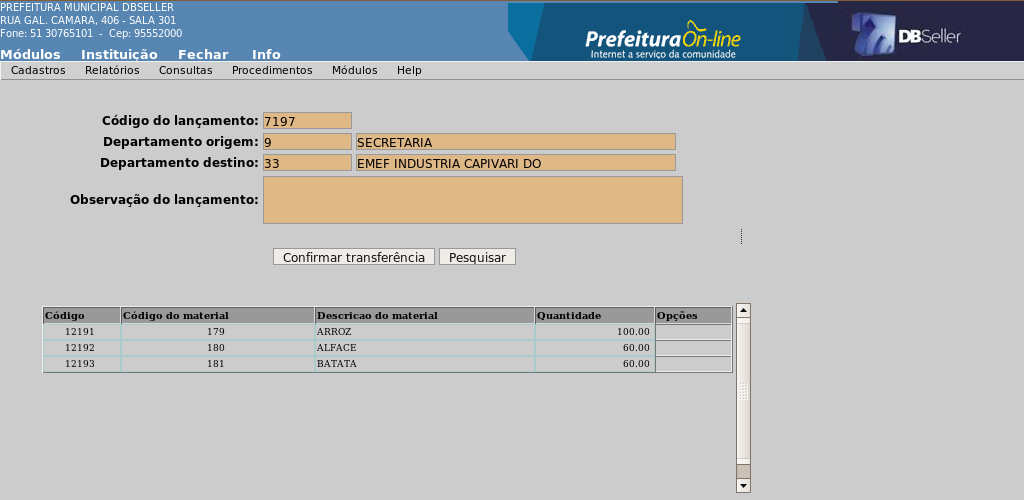 PREFEITURA MUNICIPAL DBSELLER
RUA GAL. CAMARA, 406 - SALA 301
Fone: 51 30765101 - Cep: 95552000
Módulos Instituição Fechar Info
PrefeituraOn-line
Internet a serviço da comunidade
DBSeller
Cadastros Relatórios Consultas Procedimentos Módulos Help
Código do lançamento: 7197
Departamento origem: 9 SECRETARIA
Departamento destino: 33 EMEF INDUSTRIA CAPIVARI DO
Observação do lançamento:
Confirmar transferência Pesquisar
Código Código do material Descricao do material Quantidade Opções
12191 179 ARROZ 100.00
12192 180 ALFACE 60.00
12193 181 BATATA 60.00